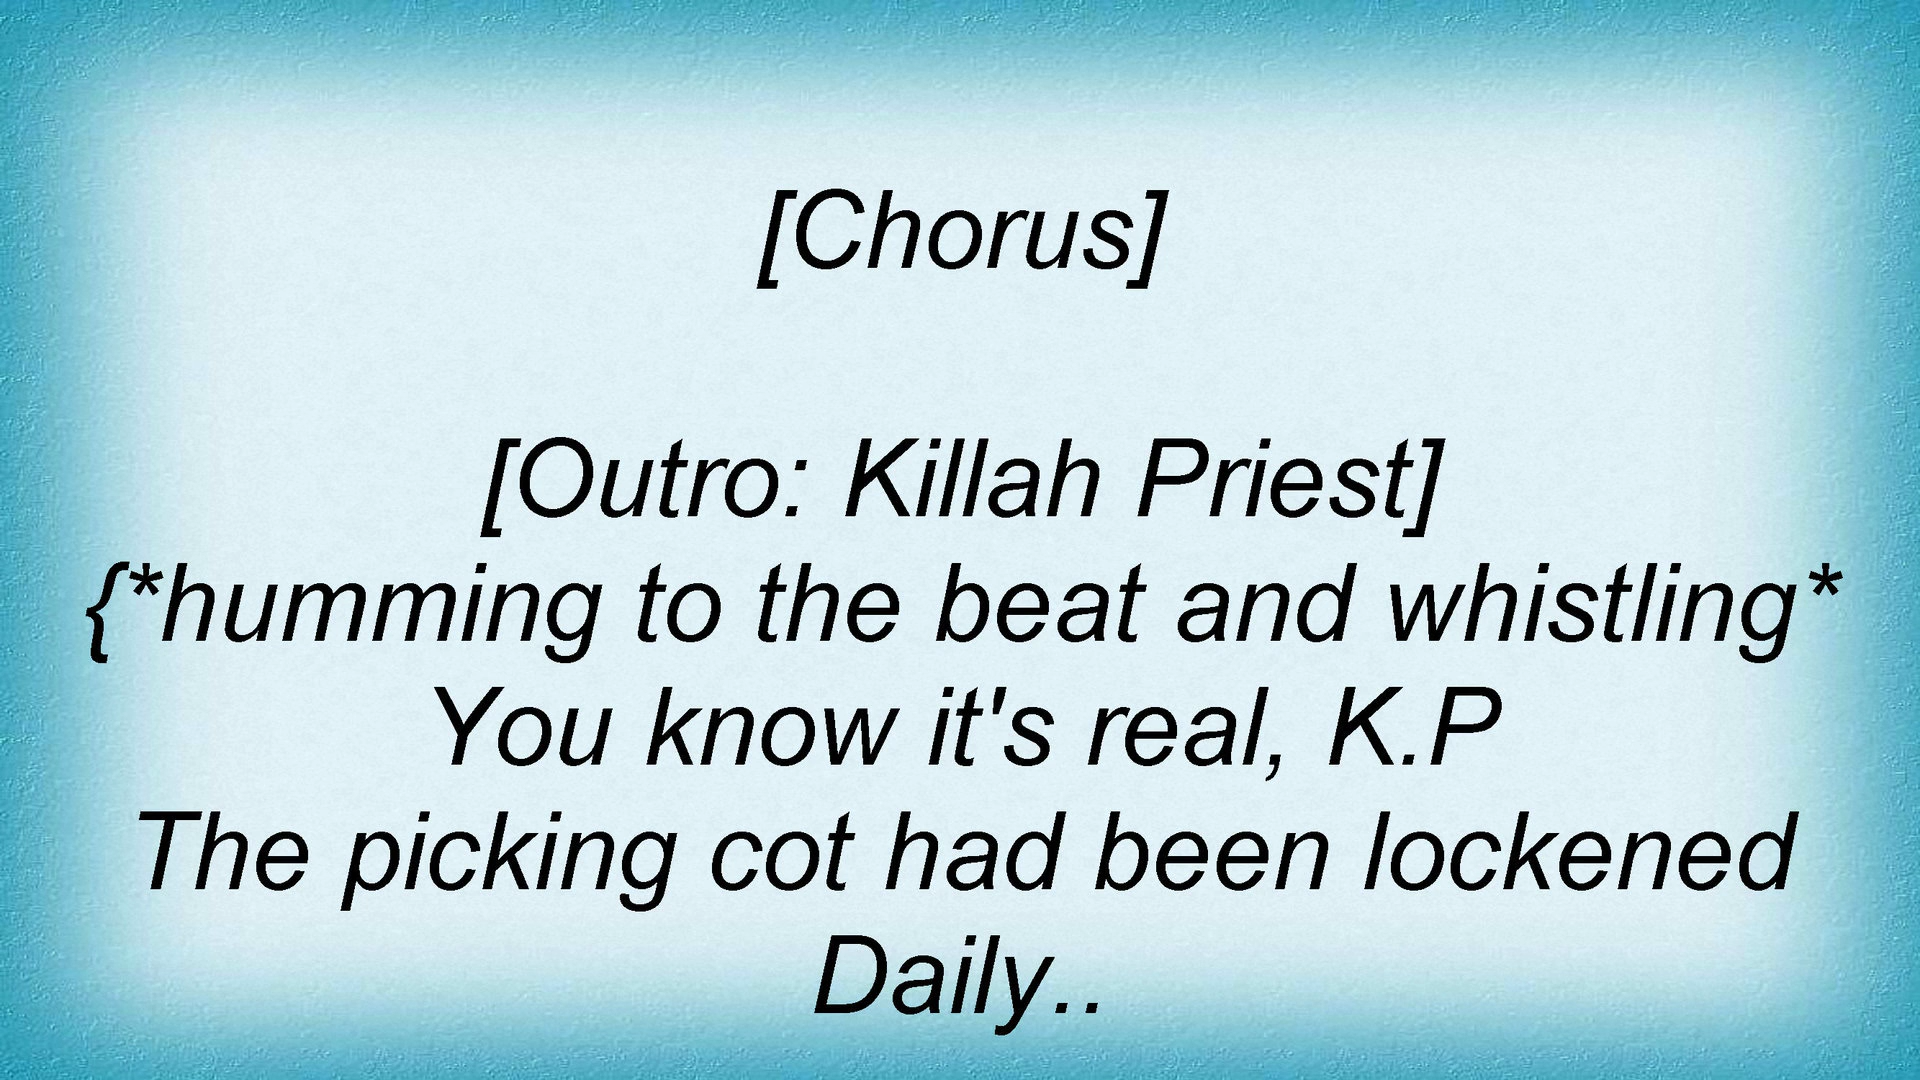 [Chorus]
[Outro: Killah Priest]
{*humming to the beat and whistling*
You know it's real, K.P
The picking cot had been lockened
Daily..